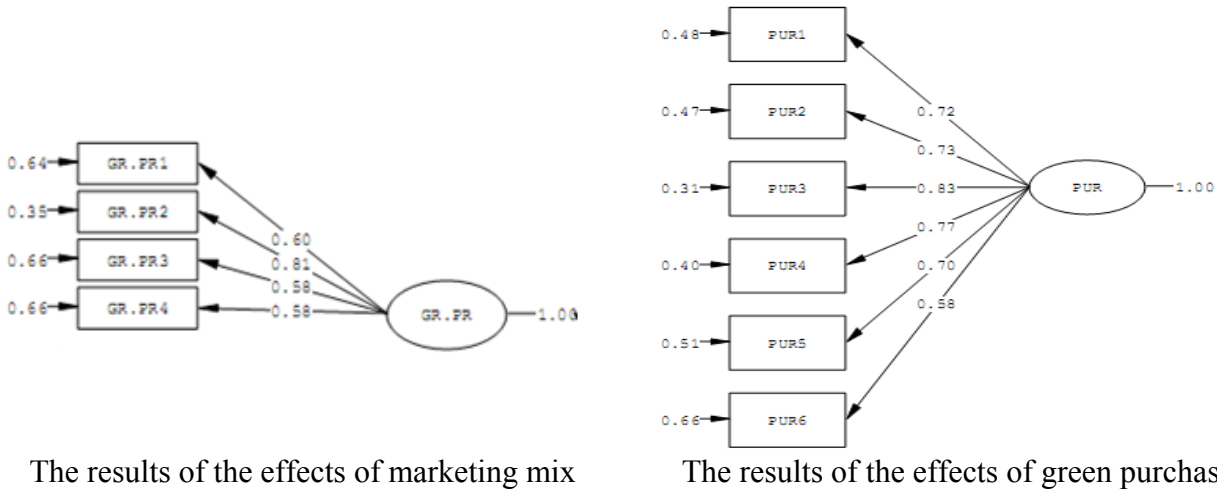 0.64 GR.PR1
0.35 GR.PR2
0.66 GR.PR3
0.66 GR.PR4
0.60
0.81
0.58
0.58
GR.PR 1.00
The results of the effects of marketing mix
0.48 PUR1
0.47 PUR2
0.31 PUR3
0.40 PUR4
0.51 PUR5
0.66 PUR6
0.72
0.73
0.83
0.77
0.70
0.58
PUR 1.00
The results of the effects of green purchas